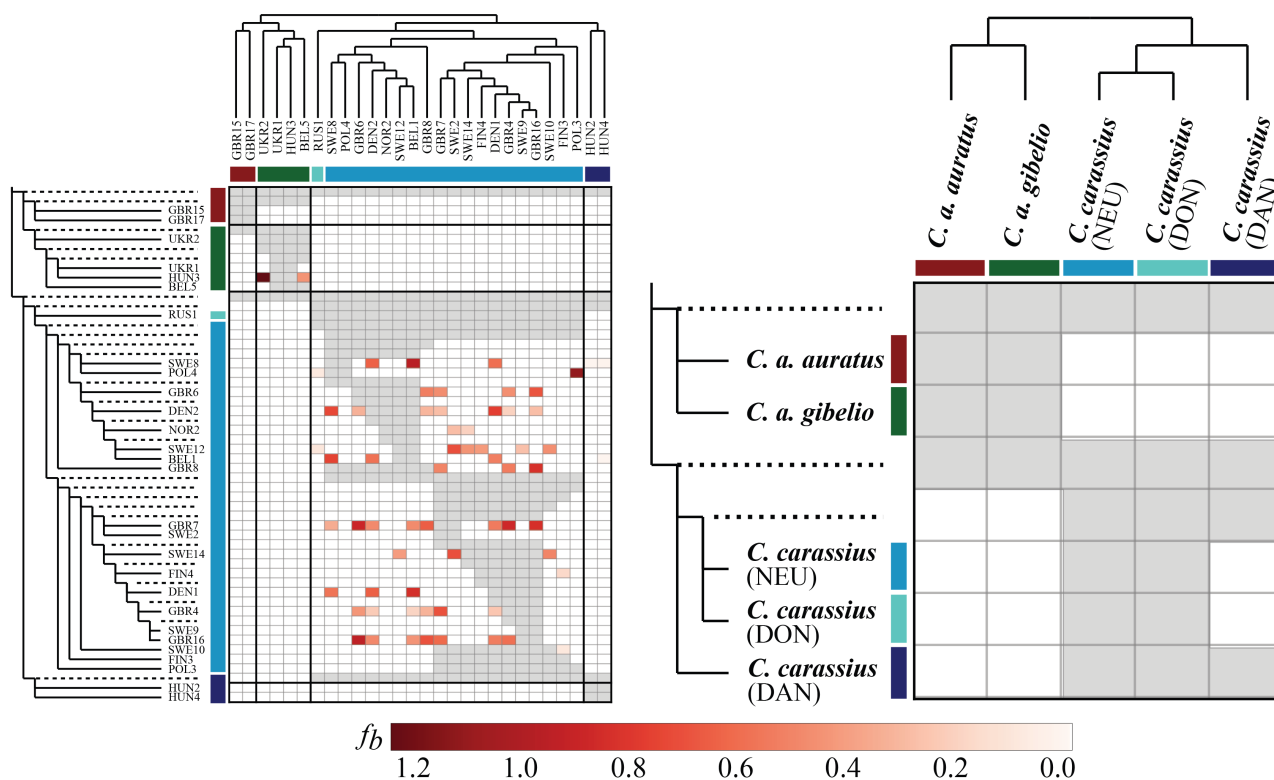 GBR15
GBR17
UKR2
UKR1
HUN3
BEL5
RUS1
SWE8
POL4
GBR6
DEN2
NOR2
SWE12
BEL1
GBR8
GBR7
SWE2
SWE14
FIN4
DEN1
GBR4
SWE9
GBR16
SWE10
FIN3
POL3
HUN2
HUN4
GBR15
GBR17
UKR2
UKR1
HUN3
BEL5
RUS1
SWE8
POL4
GBR6
DEN2
NOR2
SWE12
BEL1
GBR8
GBR7
SWE2
SWE14
FIN4
DEN1
GBR4
SWE9
GBR16
SWE10
FIN3
POL3
HUN2
HUN4
C. a. auratus
C. a. gibelio
C. carassius
(NEU)
C. carassius
(DON)
C. carassius
(DAN)
C. a. auratus
C. a. gibelio
C. carassius
(NEU)
C. carassius
(DON)
C. carassius
(DAN)
fb
1.2 1.0 0.8 0.6 0.4 0.2 0.0